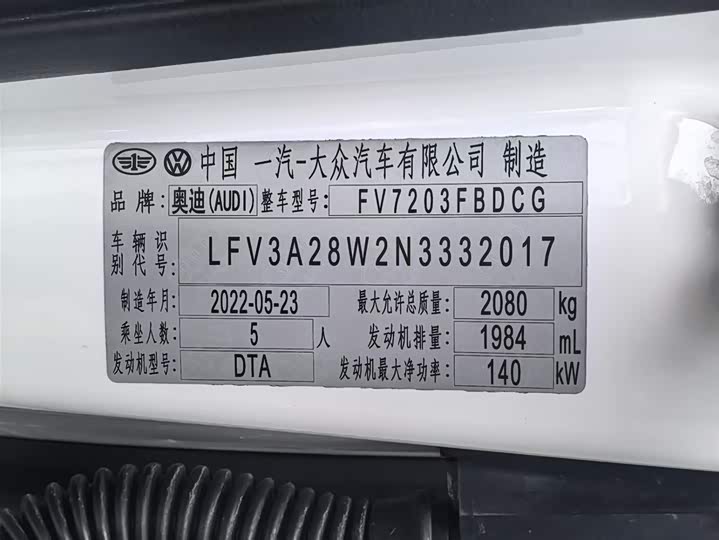 中国 一汽-大众汽车有限公司 制造
品 牌: 奥迪(AUDI) 整车型号: FV7203FBDCG
车 辆 识
别 代 号: LFV3A28W2N3332017
制造年月: 2022-05-23 最大允许总质量: 2080 kg
乘坐人数: 5 人 发动机排量: 1984 mL
发动机型号: DTA 发动机最大净功率: 140 kW